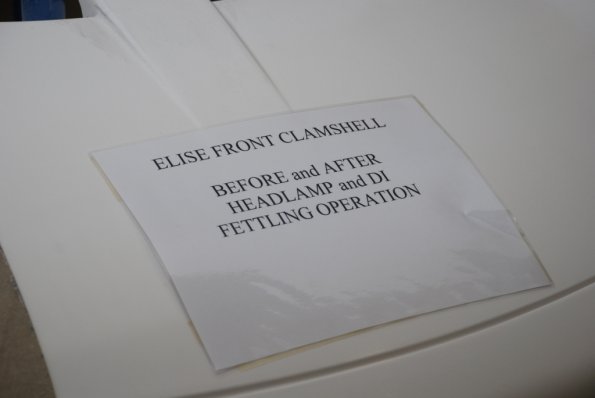 ELISE FRONT CLAMSHELL
BEFORE and AFTER
HEADLAMP and DI
FETTLING OPERATION